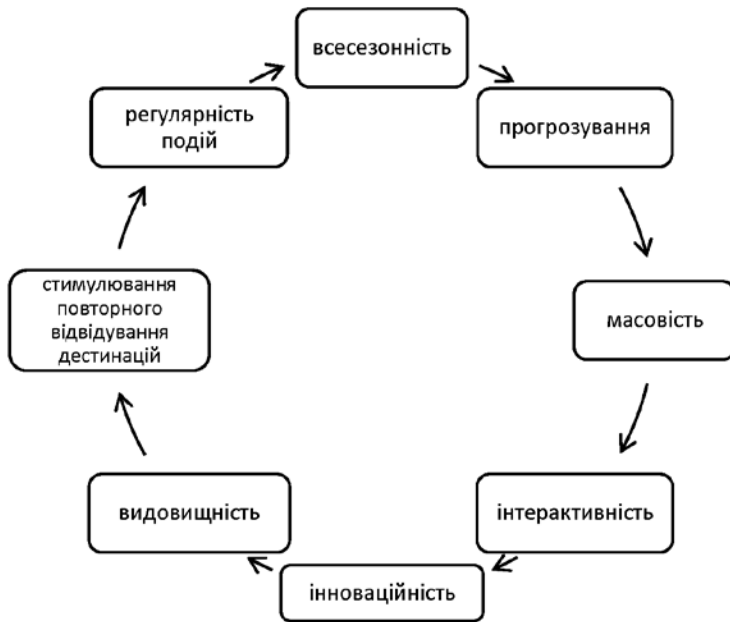 всесезонність
прогрозування
масовість
інтерактивність
інноваційність
видовищність
стимулювання
повторного
відвідування
дестинацій
регулярність
подій